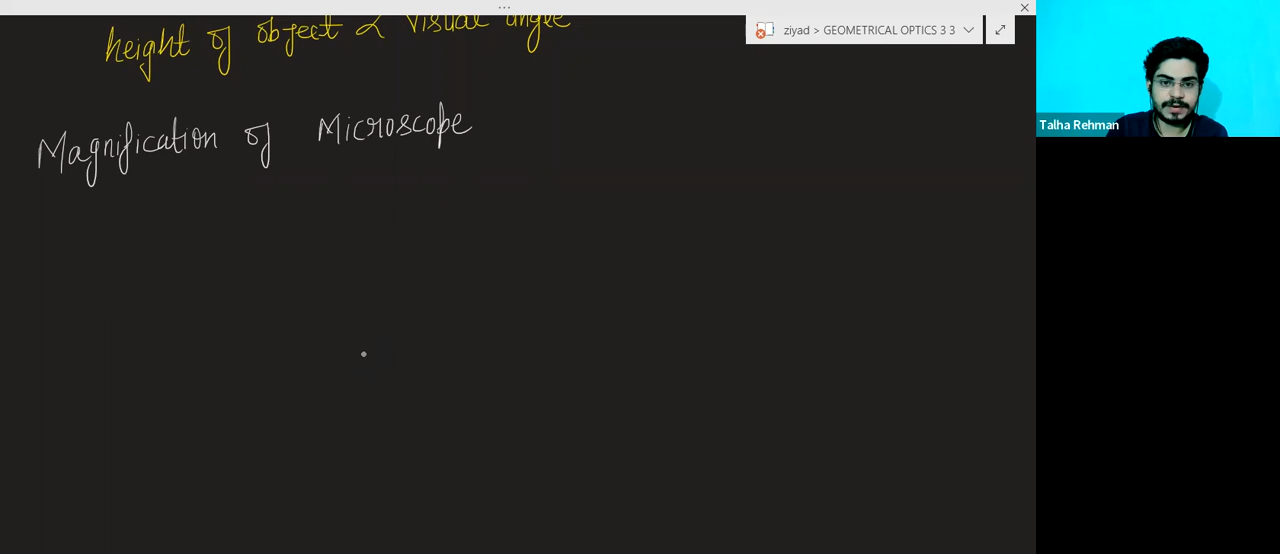 height of object ∝ Visual angle
ziyad > GEOMETRICAL OPTICS 3 3
Talha Rehman
Magnification of Microscope